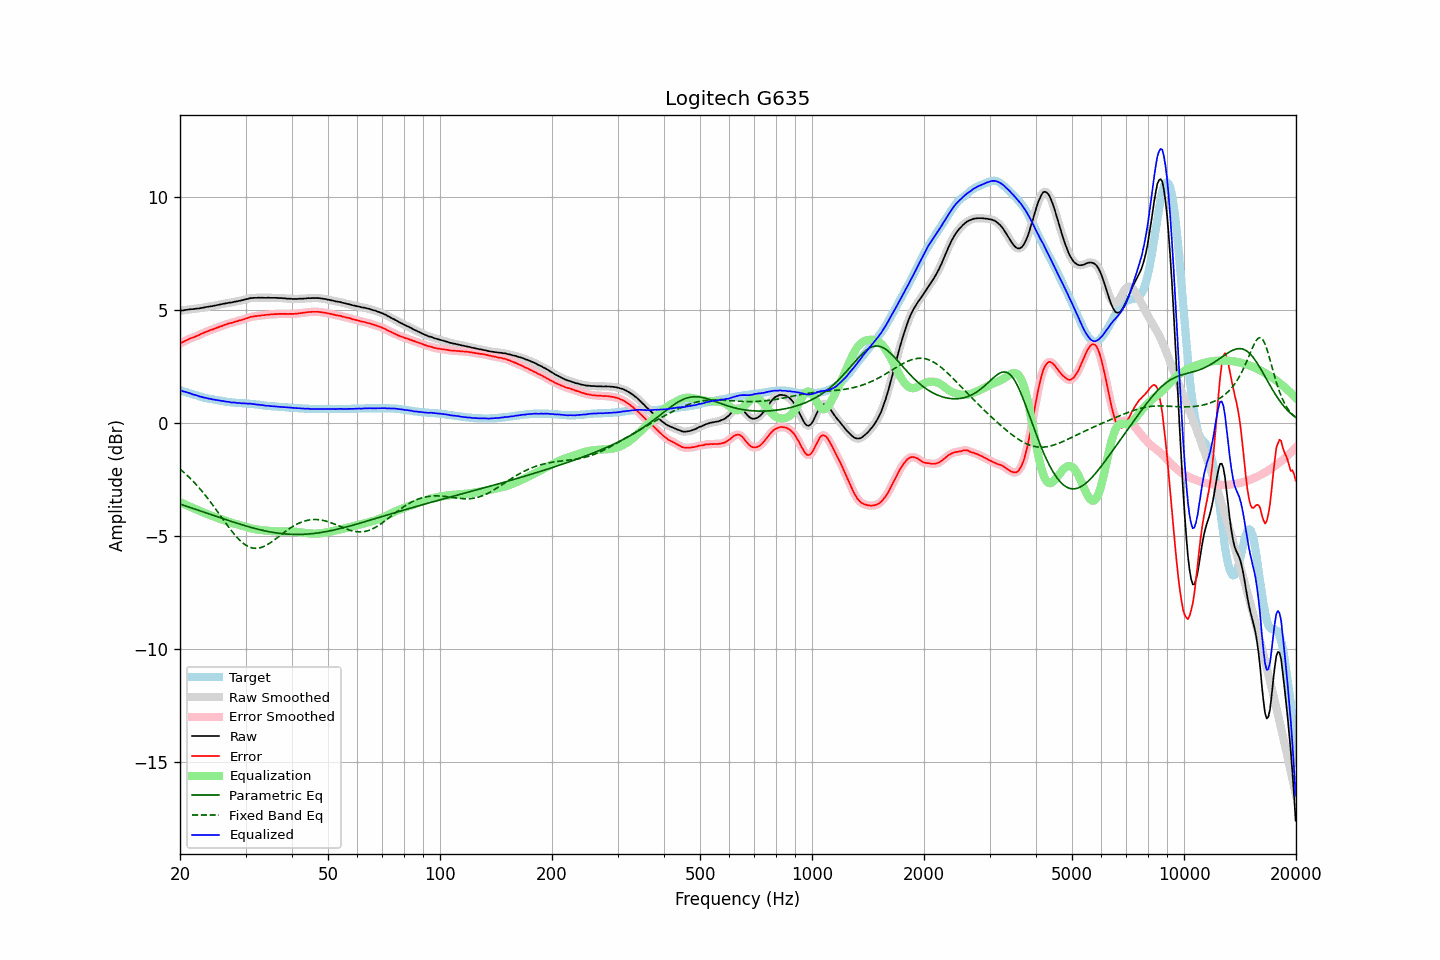 Logitech G635
Amplitude (dBr)
10
5
0
−5
−10
−15
Target
Raw Smoothed
Error Smoothed
Raw
Error
Equalization
Parametric Eq
Fixed Band Eq
Equalized
20 50 100 200 500 1000 2000 5000 10000 20000
Frequency (Hz)